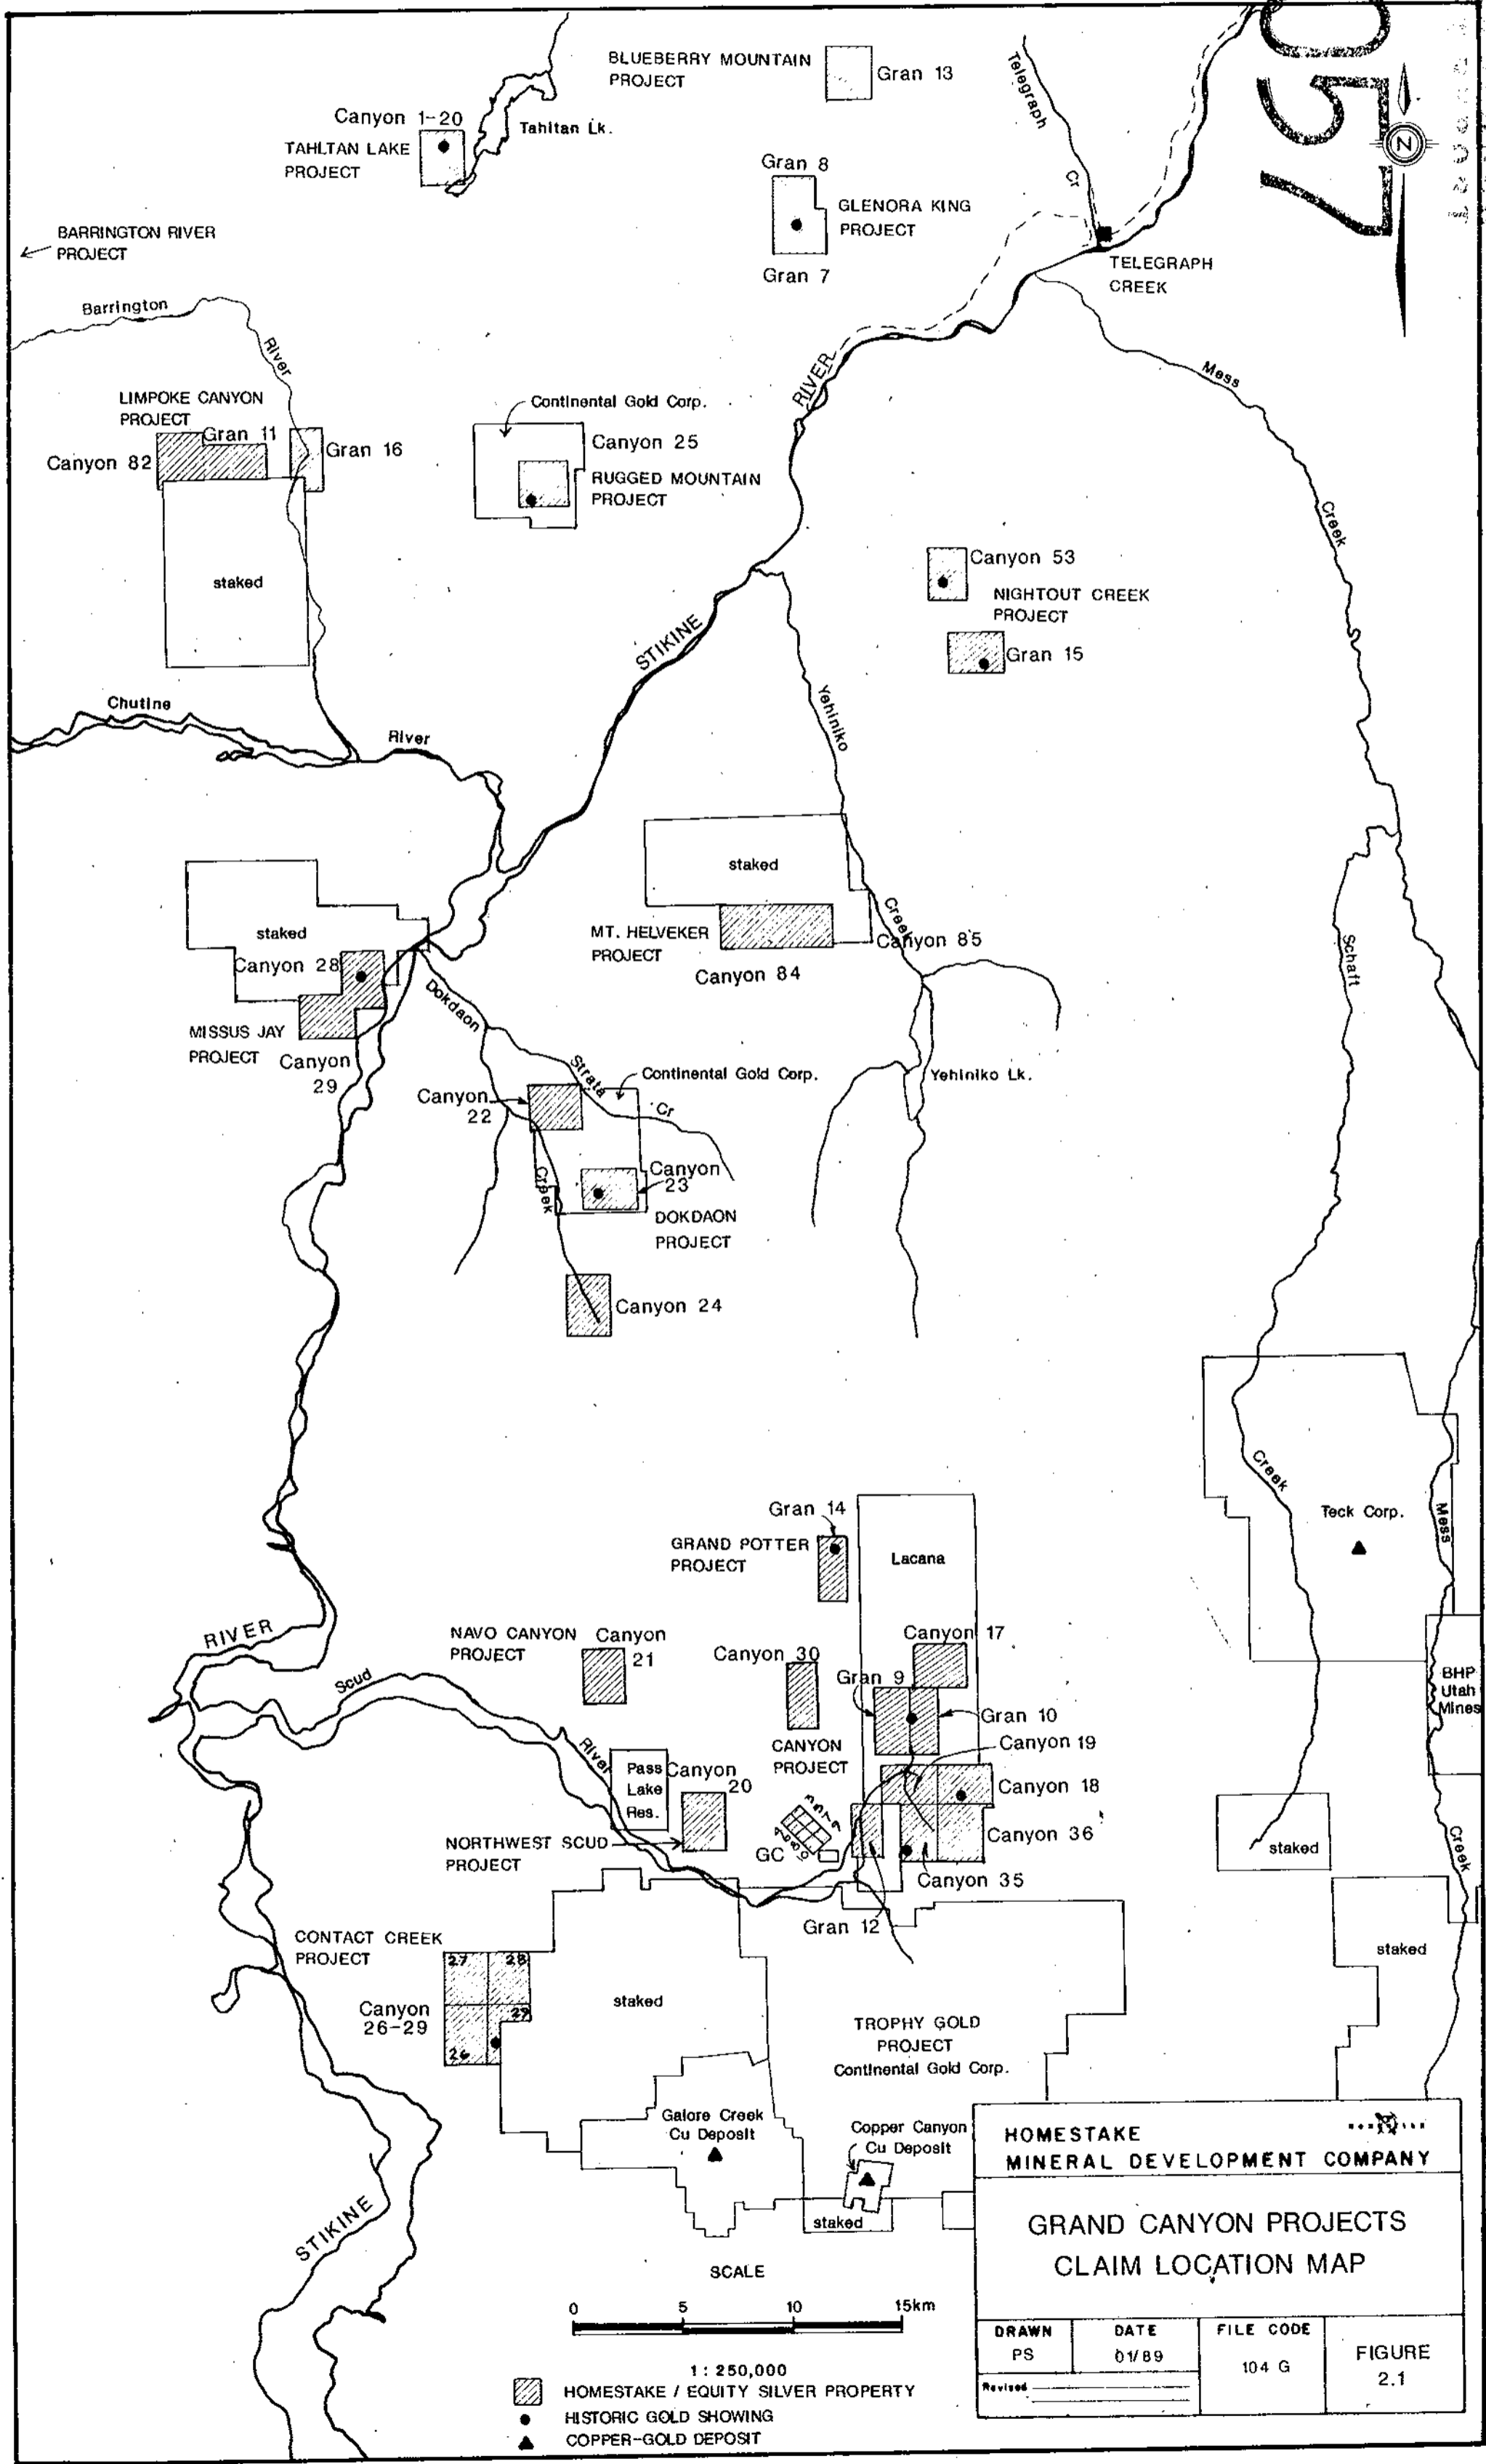 057
N
BLUEBERRY MOUNTAIN
PROJECT
Gran 13
Telegraph
Cr
Canyon 1-20
Tahltan Lk.
TAHLTAN LAKE
PROJECT
Gran 8
GLENORA KING
PROJECT
Gran 7
TELEGRAPH
CREEK
BARRINGTON RIVER
PROJECT
Barrington
River
Mess
Creek
LIMPOKE CANYON
PROJECT
Gran 11
Gran 16
Canyon 82
staked
Continental Gold Corp.
Canyon 25
RUGGED MOUNTAIN
PROJECT
RIVER
STIKINE
Canyon 53
NIGHTOUT CREEK
PROJECT
Gran 15
Chutine
River
Yehiniko
Creek
staked
MT. HELVEKER
PROJECT
Canyon 85
Canyon 84
staked
Canyon 28
MISSUS JAY
PROJECT
Canyon
29
Dokdaon
Strata
Cr
Continental Gold Corp.
Canyon
22
Creek
Canyon
23
DOKDAON
PROJECT
Canyon 24
Yehiniko Lk.
Schaft
Creek
Teck Corp.
Mess
Gran 14
GRAND POTTER
PROJECT
Lacana
RIVER
NAVO CANYON
PROJECT
Canyon
21
Canyon 30
Canyon 17
Gran 9
Gran 10
BHP
Utah
Mines
Scud
River
CANYON
PROJECT
Canyon 19
Pass
Lake
Res.
Canyon
20
Canyon 18
NORTHWEST SCUD
PROJECT
GC
Canyon 36
Canyon 35
Gran 12
staked
Creek
staked
CONTACT CREEK
PROJECT
27
28
29
26
Canyon
26-29
staked
TROPHY GOLD
PROJECT
Continental Gold Corp.
Galore Creek
Cu Deposit
Copper Canyon
Cu Deposit
staked
STIKINE
HOMESTAKE
MINERAL DEVELOPMENT COMPANY
GRAND CANYON PROJECTS
CLAIM LOCATION MAP
DRAWN
PS
DATE
01/89
FILE CODE
104 G
FIGURE
2.1
Revised
SCALE
0 5 10 15km
1 : 250,000
HOMESTAKE / EQUITY SILVER PROPERTY
HISTORIC GOLD SHOWING
COPPER-GOLD DEPOSIT